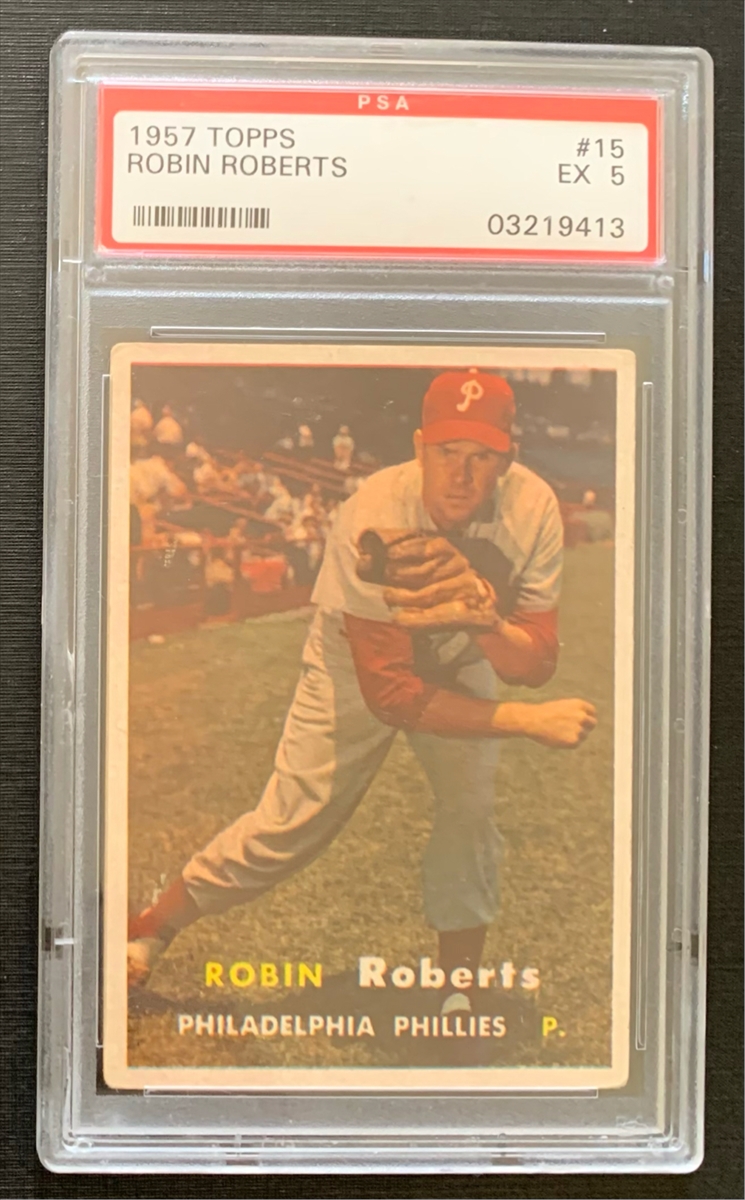 PSA
1957 TOPPS #15
ROBIN ROBERTS EX 5
03219413
P
ROBIN Roberts
PHILADELPHIA PHILLIES P.